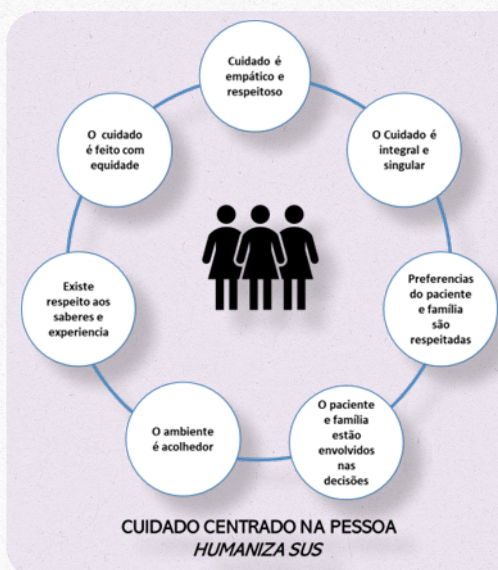 Cuidado é
empático e
respeitoso
O Cuidado é
integral e
singular
Preferencias
do paciente
e família
são
respeitadas
O paciente
e família
estão
envolvidos
nas
decisões
O ambiente
é acolhedor
Existe
respeito aos
saberes e
experiencia
O cuidado
é feito com
equidade
CUIDADO CENTRADO NA PESSOA
HUMANIZA SUS